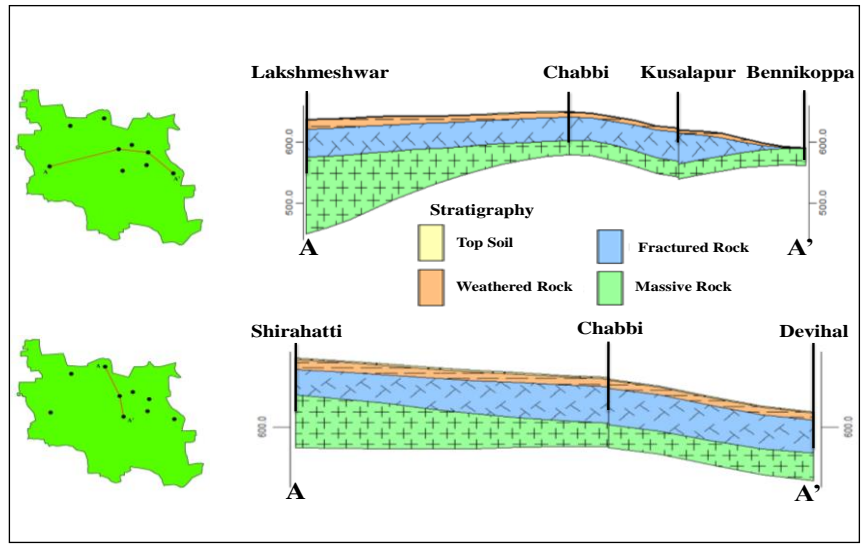 Lakshmeshwar Chabbi Kusalapur Bennikoppa
600.0 600.0
500.0 500.0
A A'
A A’
Stratigraphy
Top Soil
Fractured Rock
Weathered Rock
Massive Rock
Shirahatti Chabbi Devihal
600.0 600.0
A
A'
A A’